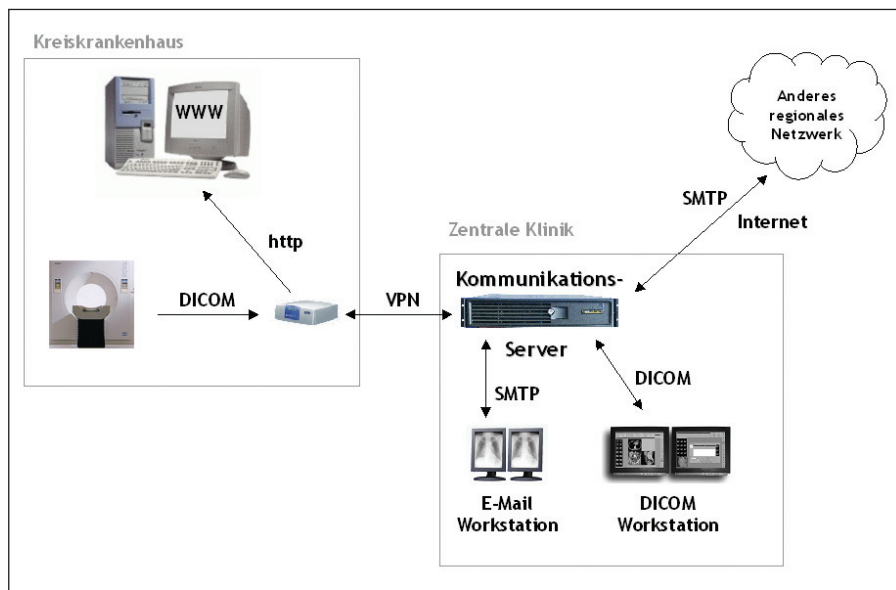 Kreiskrankenhaus
WWW
http
DICOM
VPN
Anderes
regionales
Netzwerk
SMTP
Internet
Zentrale Klinik
Kommunikations-
Server
SMTP
DICOM
E-Mail
Workstation
DICOM
Workstation